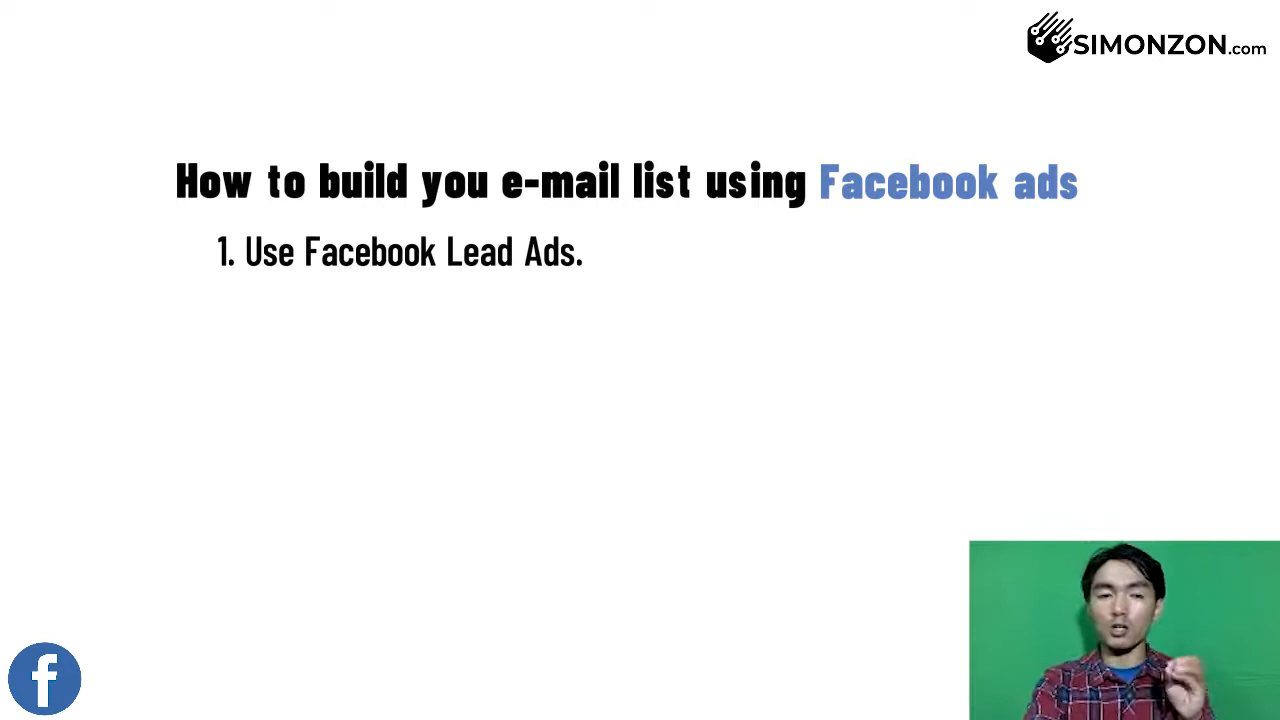 SIMONZON.com
How to build you e-mail list using Facebook ads
1. Use Facebook Lead Ads.
f